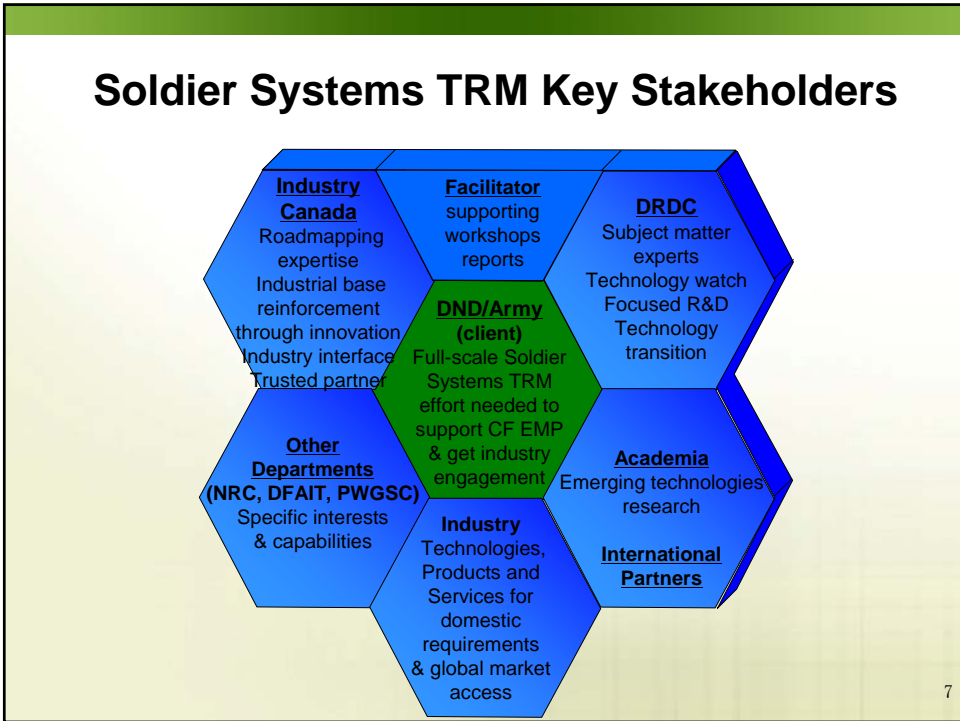 Soldier Systems TRM Key Stakeholders
Industry
Canada
Roadmapping
expertise
Industrial base
reinforcement
through innovation
Industry interface
Trusted partner
Facilitator
supporting
workshops
reports
DRDC
Subject matter
experts
Technology watch
Focused R&D
Technology
transition
DND/Army
(client)
Full-scale Soldier
Systems TRM
effort needed to
support CF EMP
& get industry
engagement
Other
Departments
(NRC, DFAIT, PWGSC)
Specific interests
& capabilities
Academia
Emerging technologies
research
International
Partners
Industry
Technologies,
Products and
Services for
domestic
requirements
& global market
access
7